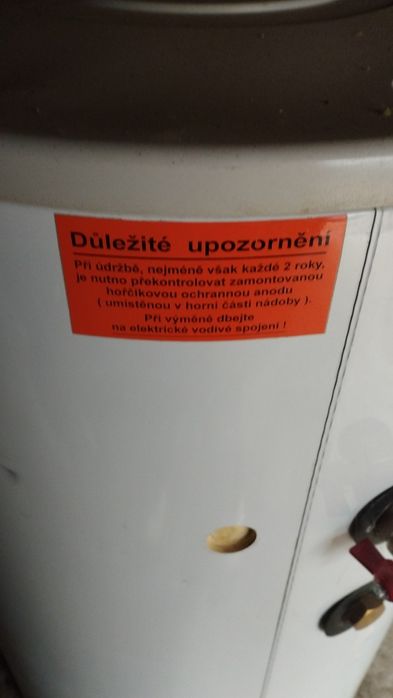 Důležité upozornění
Při údržbě, nejméně však každé 2 roky,
je nutno překontrolovat zamontovanou
hořčíkovou ochrannou anodu
( umístěnou v horní části nádoby ).
Při výměně dbejte
na elektrické vodivé spojení !